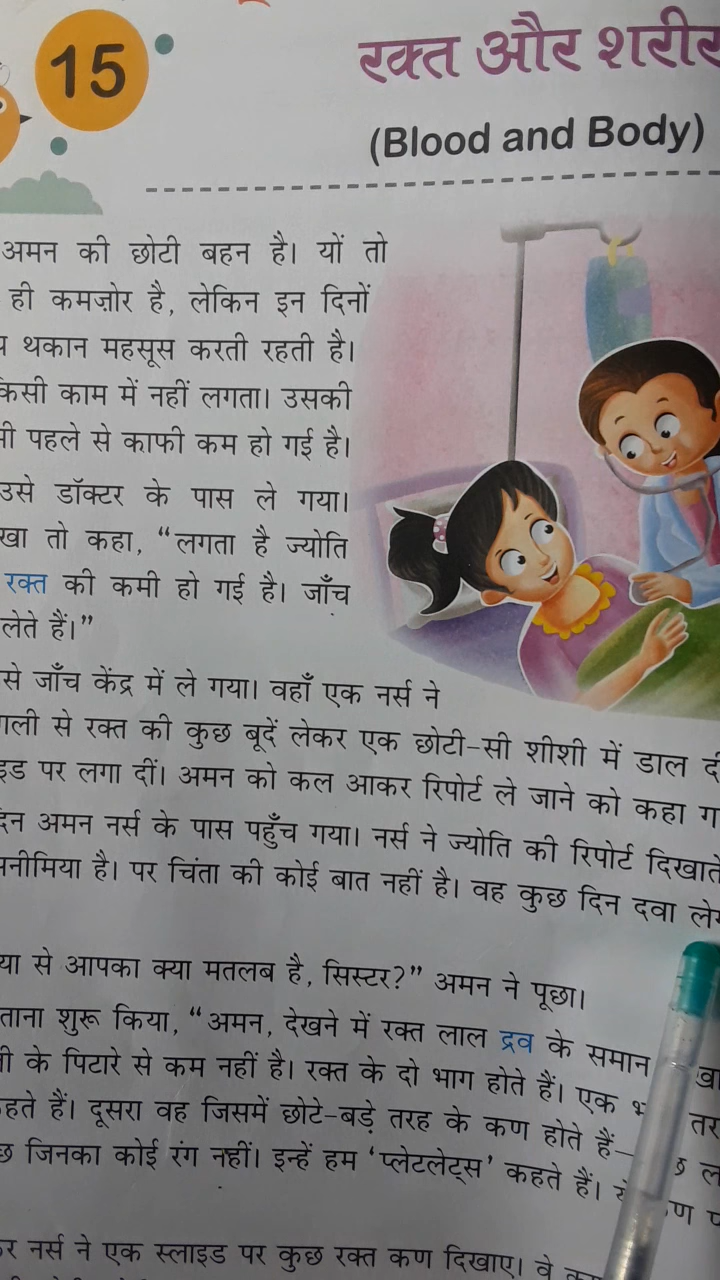 15
रक्त और शरीर
(Blood and Body)
अमन की छोटी बहन है। यों तो
ही कमज़ोर है, लेकिन इन दिनों
थकान महसूस करती रहती है।
किसी काम में नहीं लगता। उसकी
पहले से काफी कम हो गई है।
उसे डॉक्टर के पास ले गया।
तो कहा, “लगता है ज्योति
रक्त की कमी हो गई है। जाँच
लेते हैं।”
से जाँच केंद्र में ले गया। वहाँ एक नर्स ने
से रक्त की कुछ बूदें लेकर एक छोटी-सी शीशी में डाल
पर लगा दीं। अमन को कल आकर रिपोर्ट ले जाने को कहा
अमन नर्स के पास पहुँच गया। नर्स ने ज्योति की रिपोर्ट
है। पर चिंता की कोई बात नहीं है। वह कुछ दिन दवा
से आपका क्या मतलब है, सिस्टर?” अमन ने पूछा।
शुरू किया, “अमन, देखने में रक्त लाल द्रव के समान
के पिटारे से कम नहीं है। रक्त के दो भाग होते हैं। एक
हैं। दूसरा वह जिसमें छोटे-बड़े तरह के कण होते हैं—
जिनका कोई रंग नहीं। इन्हें हम ‘प्लेटलेट्स’ कहते हैं।
नर्स ने एक स्लाइड पर कुछ रक्त कण दिखाए। वे